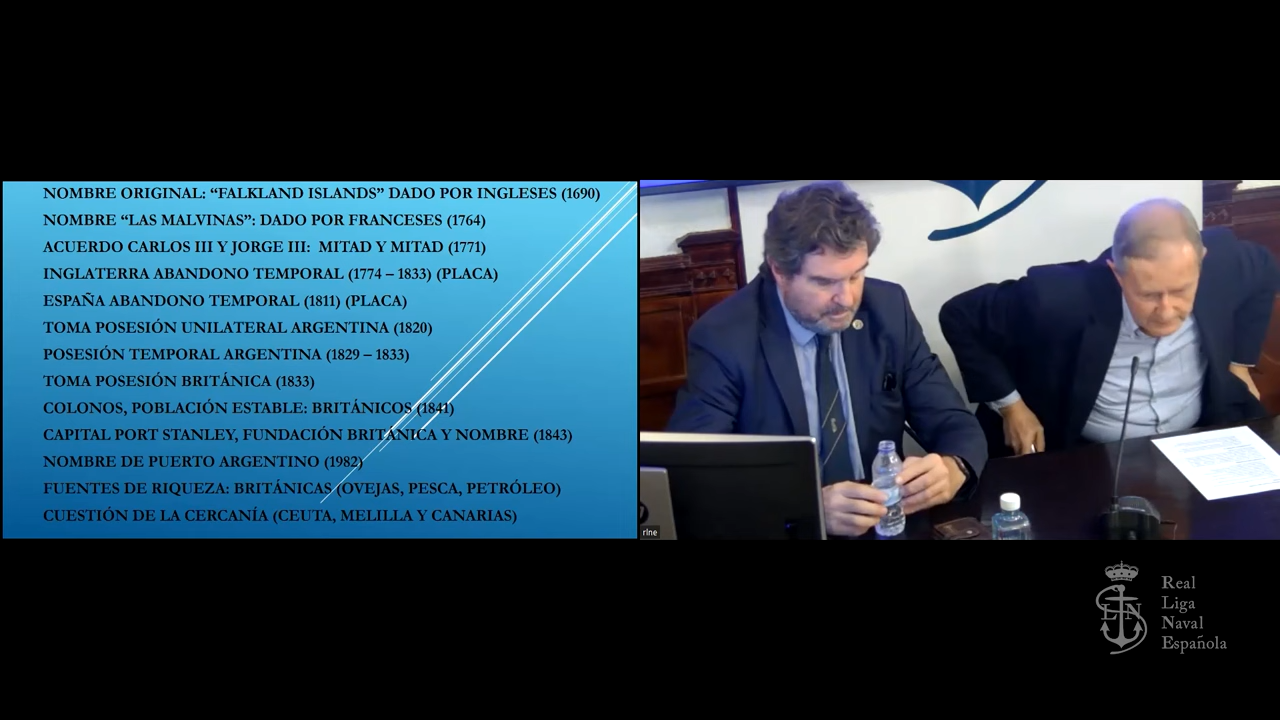 NOMBRE ORIGINAL: “FALKLAND ISLANDS” DADO POR INGLESES (1690)
NOMBRE “LAS MALVINAS”: DADO POR FRANCESES (1764)
ACUERDO CARLOS III Y JORGE III: MITAD Y MITAD (1771)
INGLATERRA ABANDONO TEMPORAL (1774 – 1833) (PLACA)
ESPAÑA ABANDONO TEMPORAL (1811) (PLACA)
TOMA POSESIÓN UNILATERAL ARGENTINA (1820)
POSESIÓN TEMPORAL ARGENTINA (1829 – 1833)
TOMA POSESIÓN BRITÁNICA (1833)
COLONOS, POBLACIÓN ESTABLE: BRITÁNICOS (1841)
CAPITAL PORT STANLEY, FUNDACIÓN BRITÁNICA Y NOMBRE (1843)
NOMBRE DE PUERTO ARGENTINO (1982)
FUENTES DE RIQUEZA: BRITÁNICAS (OVEJAS, PESCA, PETRÓLEO)
CUESTIÓN DE LA CERCANÍA (CEUTA, MELILLA Y CANARIAS)
rlne
LN
Real
Liga
Naval
Española